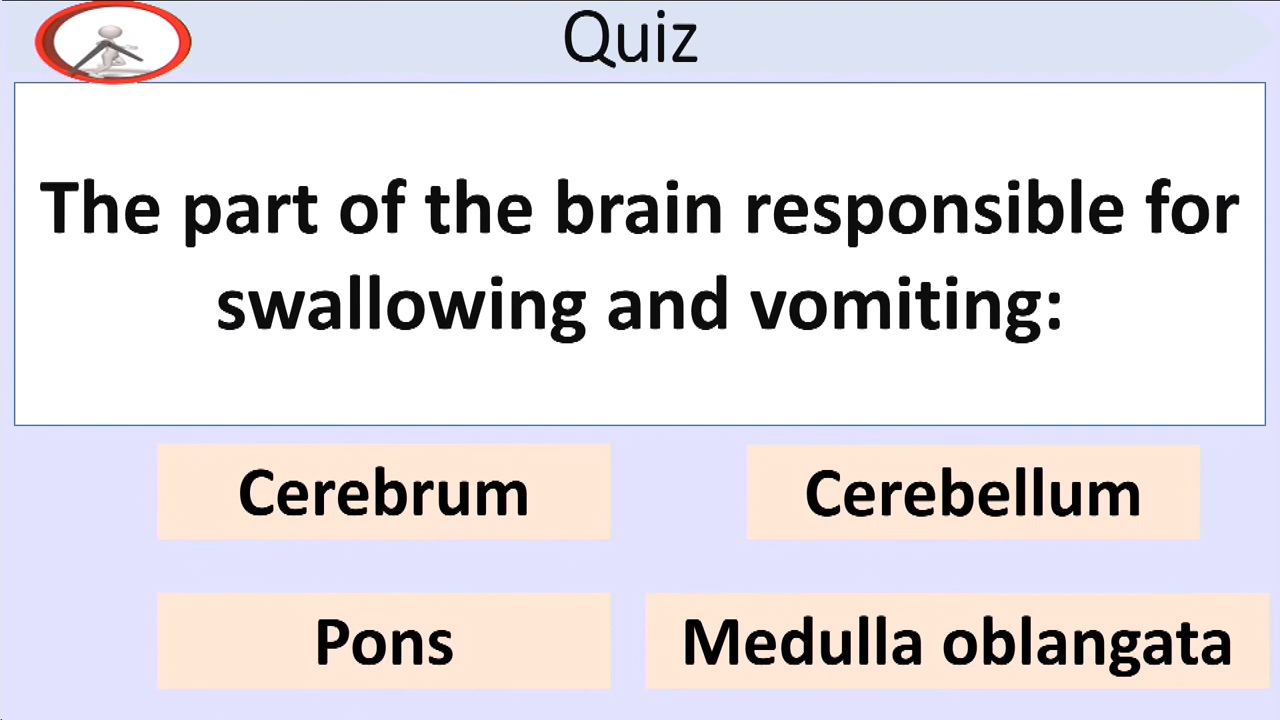 Quiz
The part of the brain responsible for
swallowing and vomiting:
Cerebrum
Cerebellum
Pons
Medulla oblangata